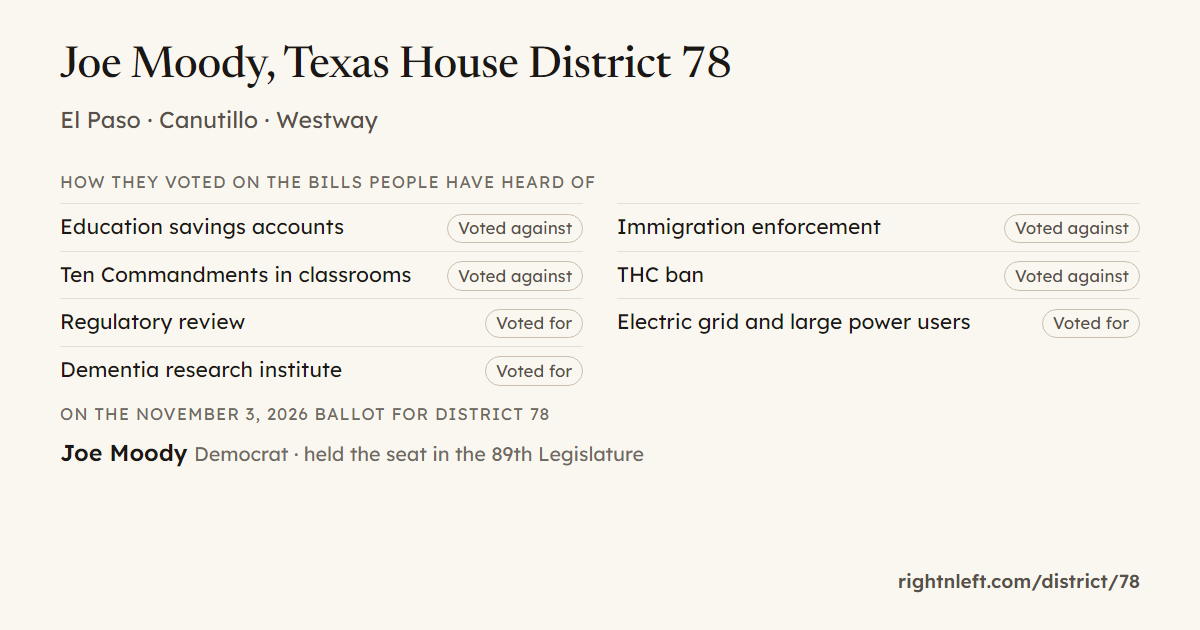 Joe Moody, Texas House District 78
El Paso · Canutillo · Westway
HOW THEY VOTED ON THE BILLS PEOPLE HAVE HEARD OF
Education savings accounts Voted against
Ten Commandments in classrooms Voted against
Regulatory review Voted for
Dementia research institute Voted for
Immigration enforcement Voted against
THC ban Voted against
Electric grid and large power users Voted for
ON THE NOVEMBER 3, 2026 BALLOT FOR DISTRICT 78
Joe Moody Democrat · held the seat in the 89th Legislature
rightnleft.com/district/78